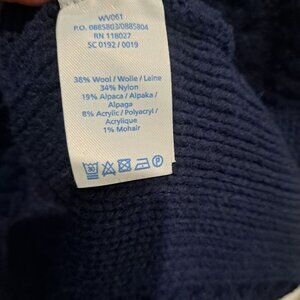 WV061
P.O. 0885803/0885804
RN 118027
SC 0192 / 0019
38% Wool / Wolle / Laine
34% Nylon
19% Alpaca / Alpaka /
Alpaga
8% Acrylic / Polyacryl /
Acrylique
1% Mohair
30
P